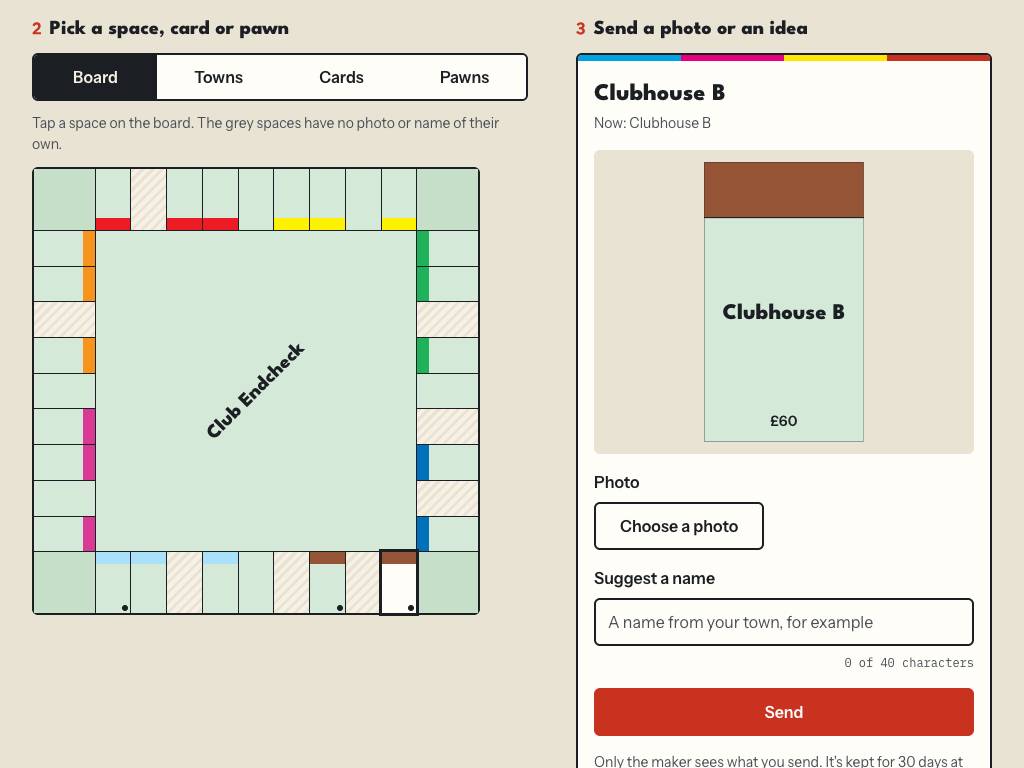 2 Pick a space, card or pawn
Board
Towns
Cards
Pawns
Tap a space on the board. The grey spaces have no photo or name of their
own.
Club Endcheck
3 Send a photo or an idea
Clubhouse B
Now: Clubhouse B
Clubhouse B
£60
Photo
Choose a photo
Suggest a name
A name from your town, for example
0 of 40 characters
Send
Only the maker sees what you send. It's kept for 30 days at